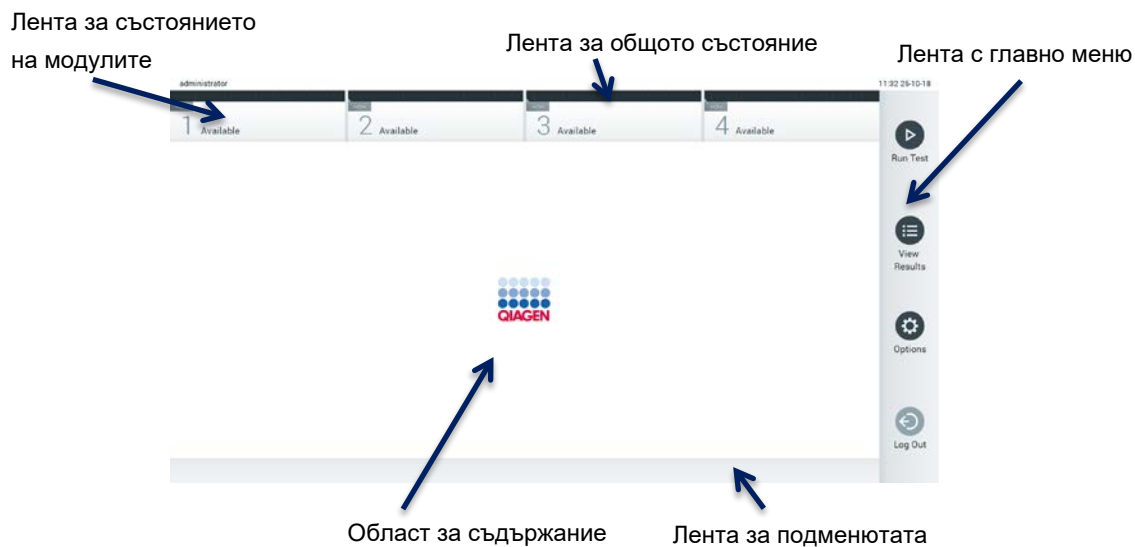 Лента за състоянието
на модулите
Лента за общото състояние
Лента с главно меню
administrator
11:32 26-10-18
1 Available
2 Available
3 Available
4 Available
Run Test
View
Results
QIAGEN
Options
Log Out
Област за съдържание
Лента за подменютата